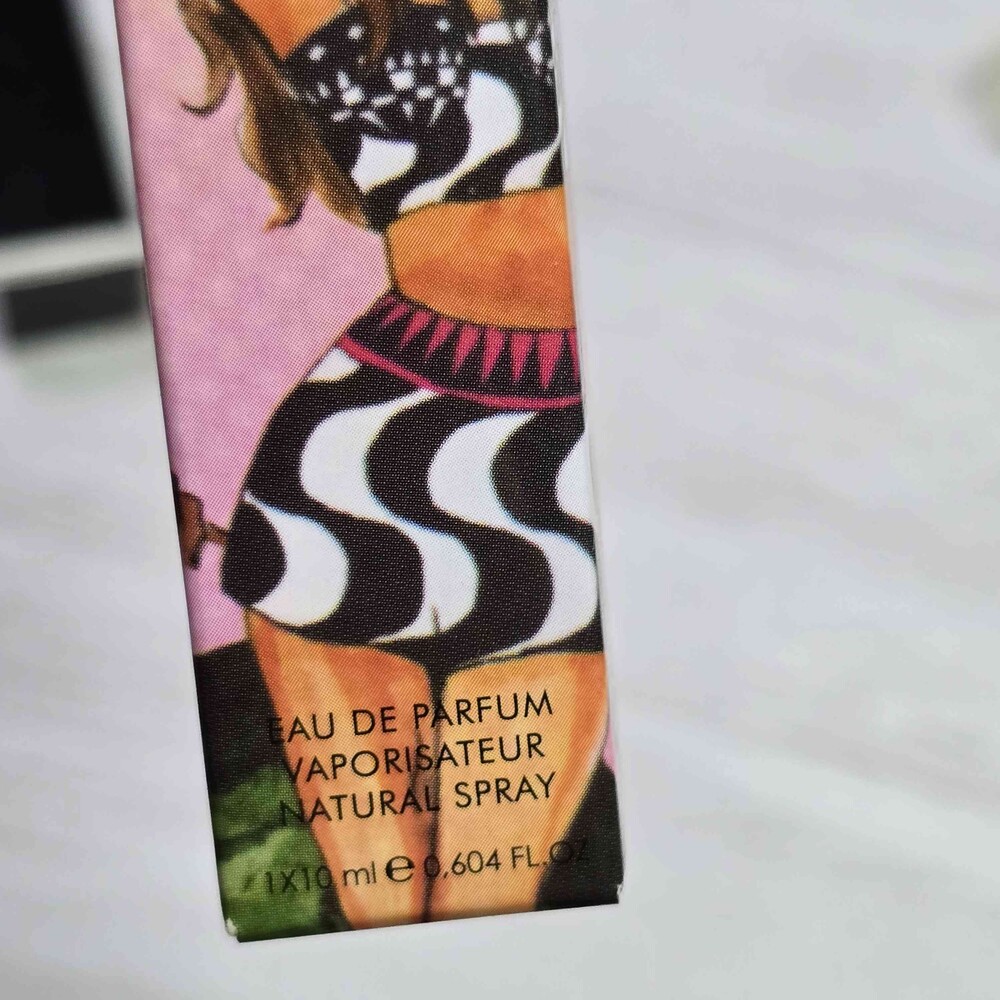 EAU DE PARFUM
VAPORISATEUR
NATURAL SPRAY
1X10 ml ℮ 0,604 FL.OZ